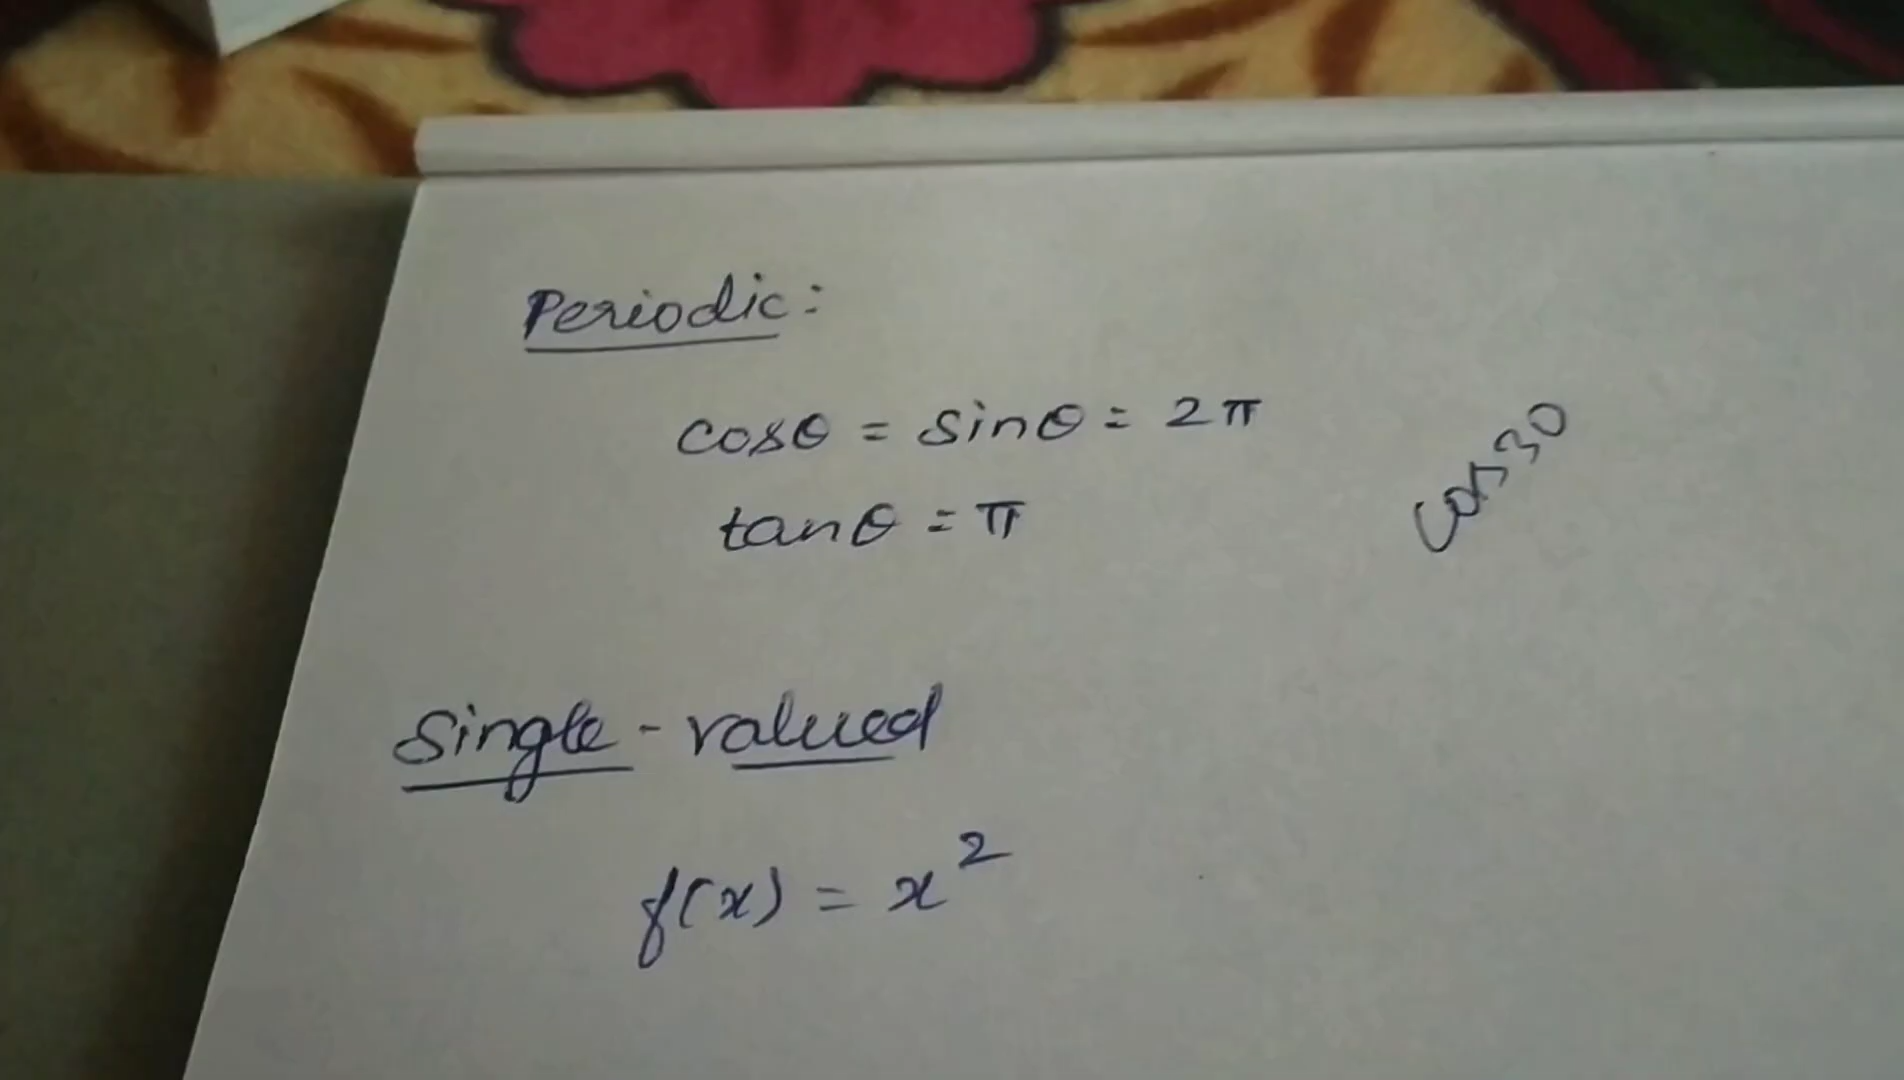 Periodic:
cosθ = sinθ = 2π
tanθ = π
cos30
Single-valued
f(x) = x²